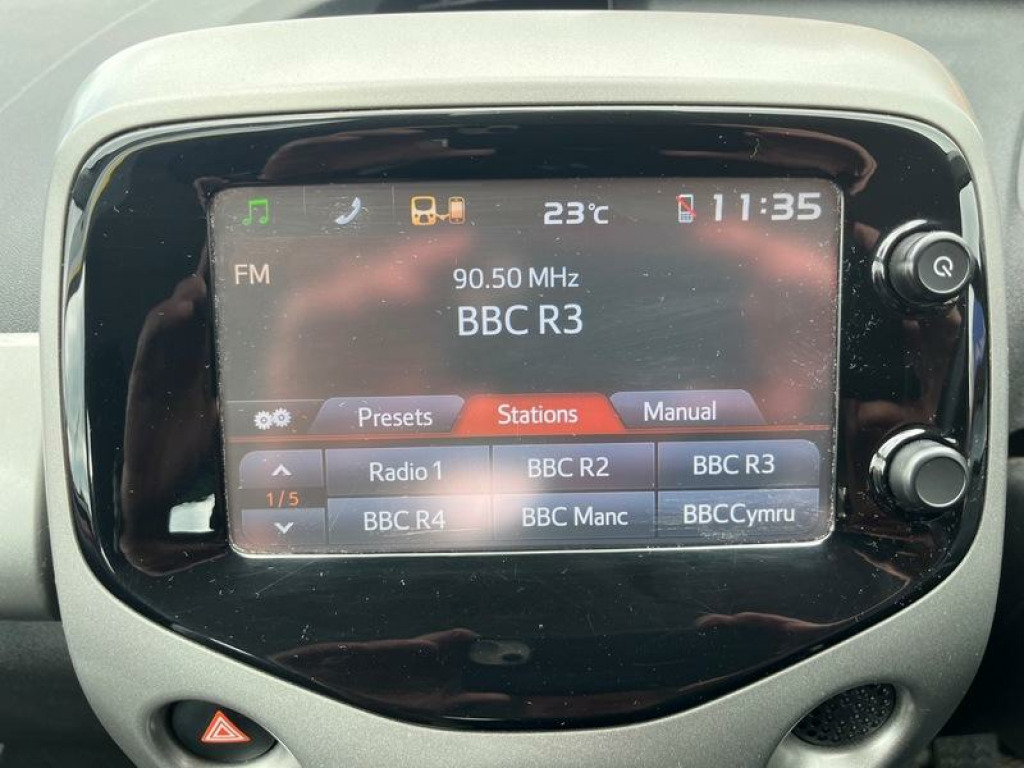 23°C 11:35
FM
90.50 MHz
BBC R3
Presets Stations Manual
Radio 1 BBC R2 BBC R3
1/5
BBC R4 BBC Manc BBCCymru